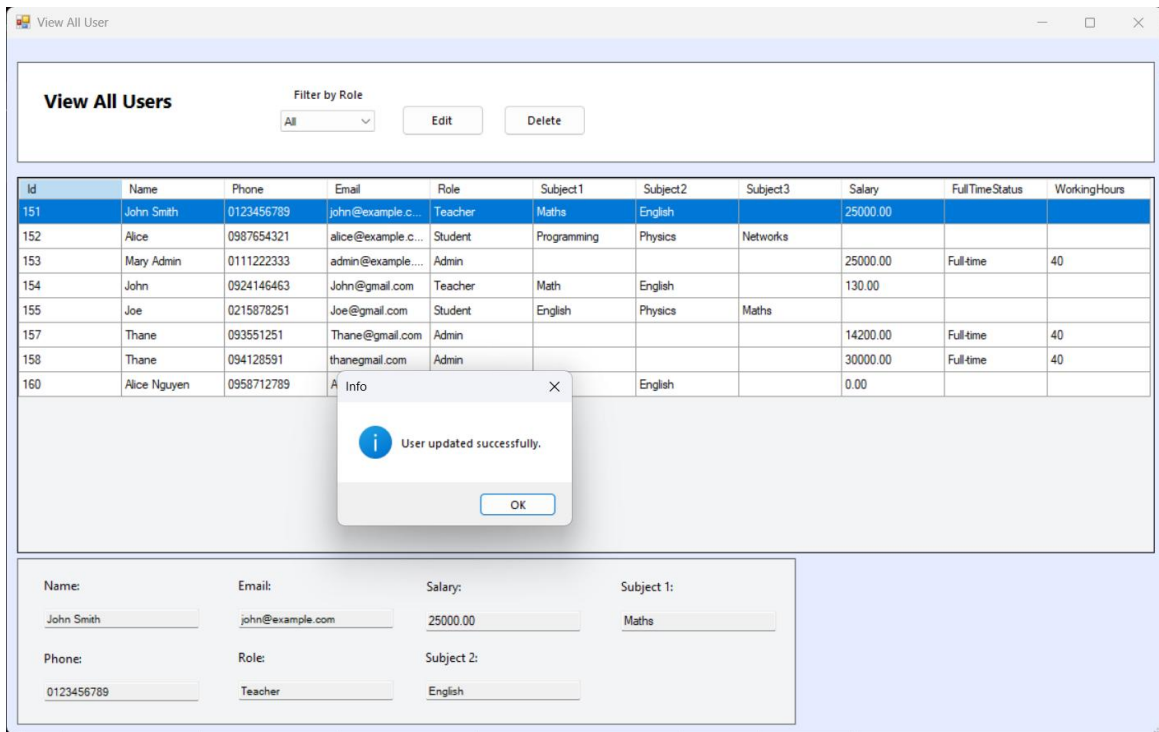 View All User
View All Users
Filter by Role
All
Edit
Delete
Id Name Phone Email Role Subject1 Subject2 Subject3 Salary FullTimeStatus WorkingHours
151 John Smith 0123456789 john@example.c... Teacher Maths English 25000.00
152 Alice 0987654321 alice@example.c... Student Programming Physics Networks
153 Mary Admin 0111222333 admin@example.... Admin 25000.00 Full-time 40
154 John 0924146463 John@gmail.com Teacher Math English 130.00
155 Joe 0215878251 Joe@gmail.com Student English Physics Maths
157 Thane 093551251 Thane@gmail.com Admin 14200.00 Full-time 40
158 Thane 094128591 thanegmail.com Admin 30000.00 Full-time 40
160 Alice Nguyen 0958712789 English 0.00
Info
User updated successfully.
OK
Name: Email: Salary: Subject 1:
John Smith john@example.com 25000.00 Maths
Phone: Role: Subject 2:
0123456789 Teacher English